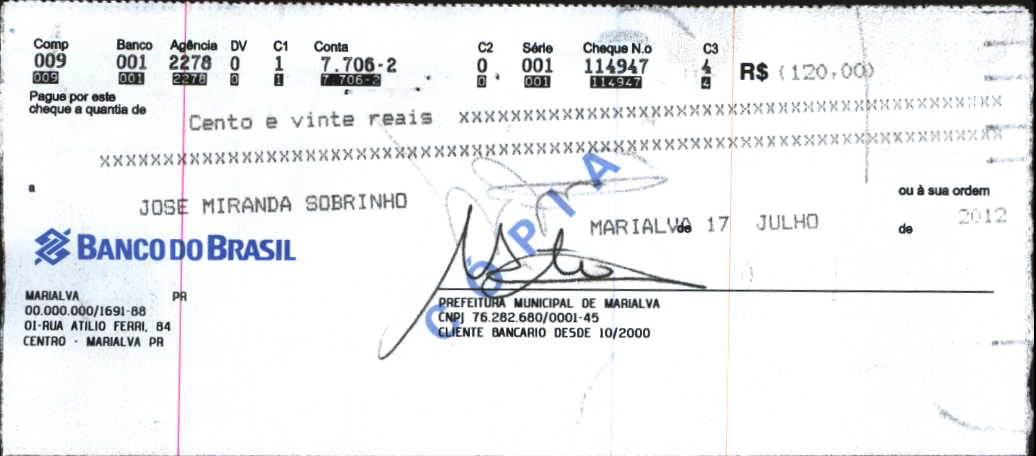 Comp Banco Agência DV C1 Conta C2 Série Cheque N.o C3
009 001 2278 0 1 7.706-2 0 001 114947 4 R$ (120,00)
009 001 2278 0 1 7 706-2 0 001 114947 4
Pague por este
cheque a quantia de
Cento e vinte reais XXXXXXXXXXXXXXXXXXXXXXXXXXXXXXXXXXXXXXXXXXXXXXXX
XXXXXXXXXXXXXXXXXXXXXXXXXXXXXXXXXXXXXXXXXXXXXXXXXXXXXXXXXXXXXXXXXXXXXXXX
a ou à sua ordem
JOSE MIRANDA SOBRINHO MARIALVA de 17 JULHO de 2012
BANCO DO BRASIL
CÓPIA
MARIALVA PR
00.000.000/1691-88
01-RUA ATILIO FERRI, 84
CENTRO - MARIALVA PR
PREFEITURA MUNICIPAL DE MARIALVA
CNPJ 76.282.680/0001-45
CLIENTE BANCARIO DESDE 10/2000